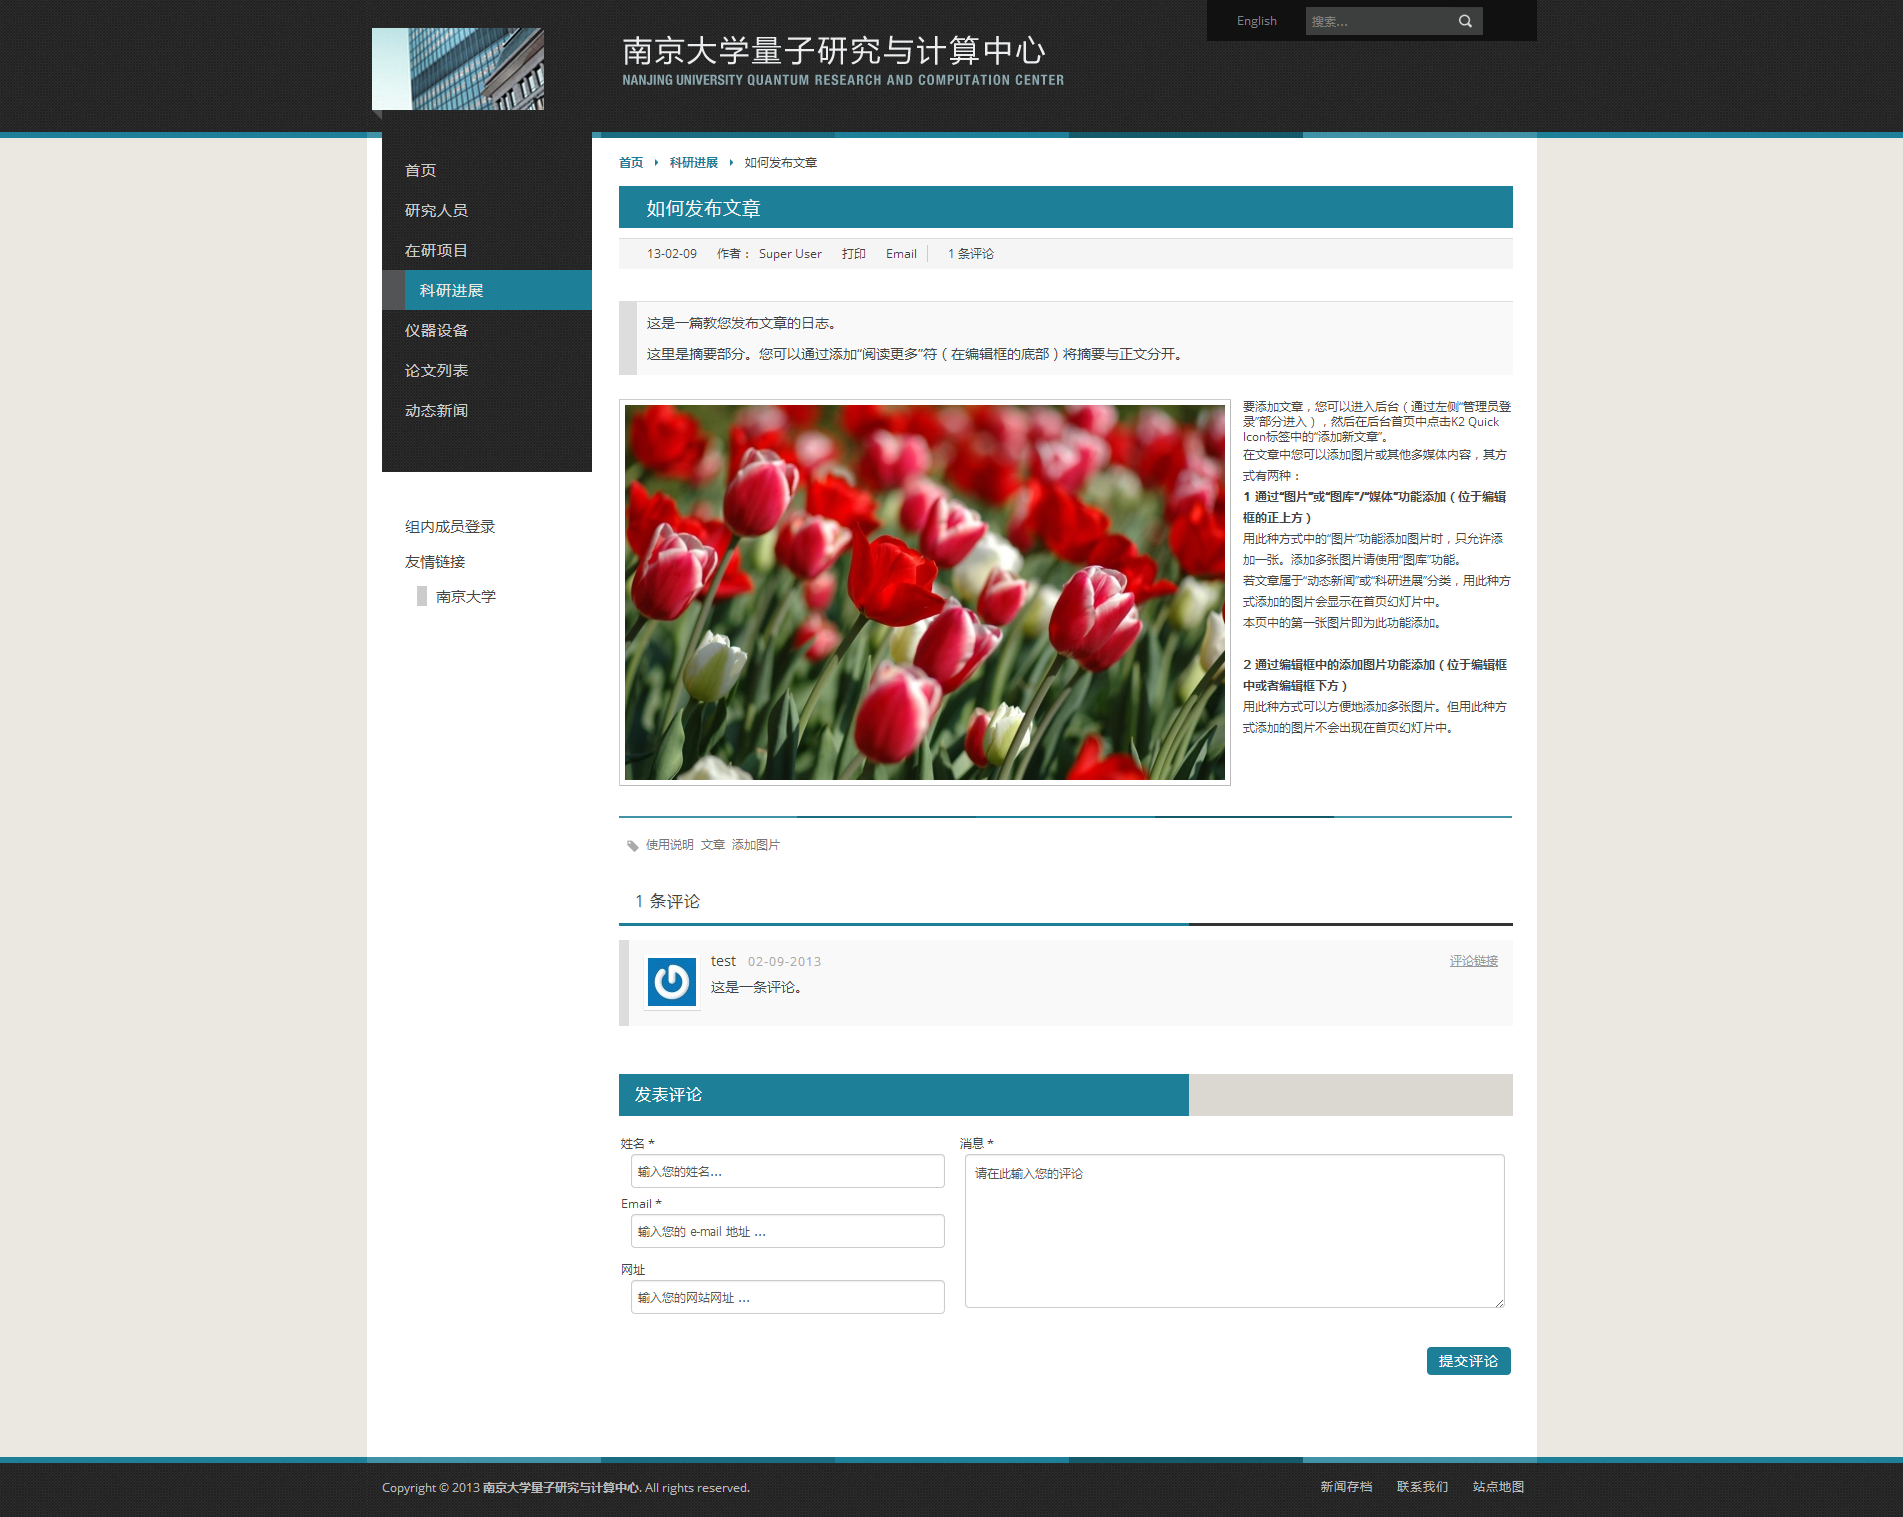 English
搜索...
南京大学量子研究与计算中心
NANJING UNIVERSITY QUANTUM RESEARCH AND COMPUTATION CENTER
首页
研究人员
在研项目
科研进展
仪器设备
论文列表
动态新闻
组内成员登录
友情链接
南京大学
首页 科研进展 如何发布文章
如何发布文章
13-02-09 作者： Super User 打印 Email 1 条评论
这是一篇教您发布文章的日志。
这里是摘要部分。您可以通过添加“阅读更多”符（在编辑框的底部）将摘要与正文分开。
要添加文章，您可以进入后台（通过左侧“管理员登
录”部分进入），然后在后台首页中点击K2 Quick
Icon标签中的“添加新文章”。
在文章中您可以添加图片或其他多媒体内容，其方
式有两种：
1 通过“图片”或“图库”/“媒体”功能添加（位于编辑
框的正上方）
用此种方式中的“图片”功能添加图片时，只允许添
加一张。添加多张图片请使用“图库”功能。
若文章属于“动态新闻”或“科研进展”分类，用此种方
式添加的图片会显示在首页幻灯片中。
本页中的第一张图片即为此功能添加。
2 通过编辑框中的添加图片功能添加（位于编辑框
中或者编辑框下方）
用此种方式可以方便地添加多张图片。但用此种方
式添加的图片不会出现在首页幻灯片中。
使用说明 文章 添加图片
1 条评论
test 02-09-2013 评论链接
这是一条评论。
发表评论
姓名 *
输入您的姓名...
Email *
输入您的 e-mail 地址 ...
网址
输入您的网站网址 ...
消息 *
请在此输入您的评论
提交评论
Copyright © 2013 南京大学量子研究与计算中心. All rights reserved.
新闻存档 联系我们 站点地图